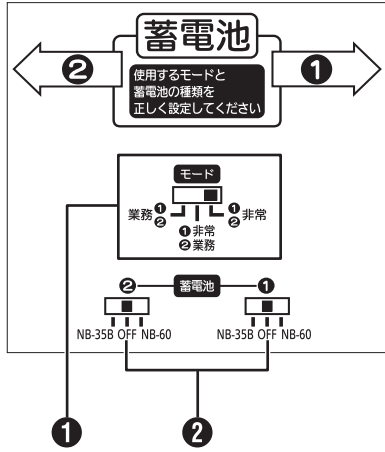 蓄電池
❷
❶
使用するモードと
蓄電池の種類を
正しく設定してください
モード
業務❶❷
❶❷非常
❶非常
❷業務
❷ 蓄電池 ❶
NB-35B OFF NB-60
NB-35B OFF NB-60
❶
❷